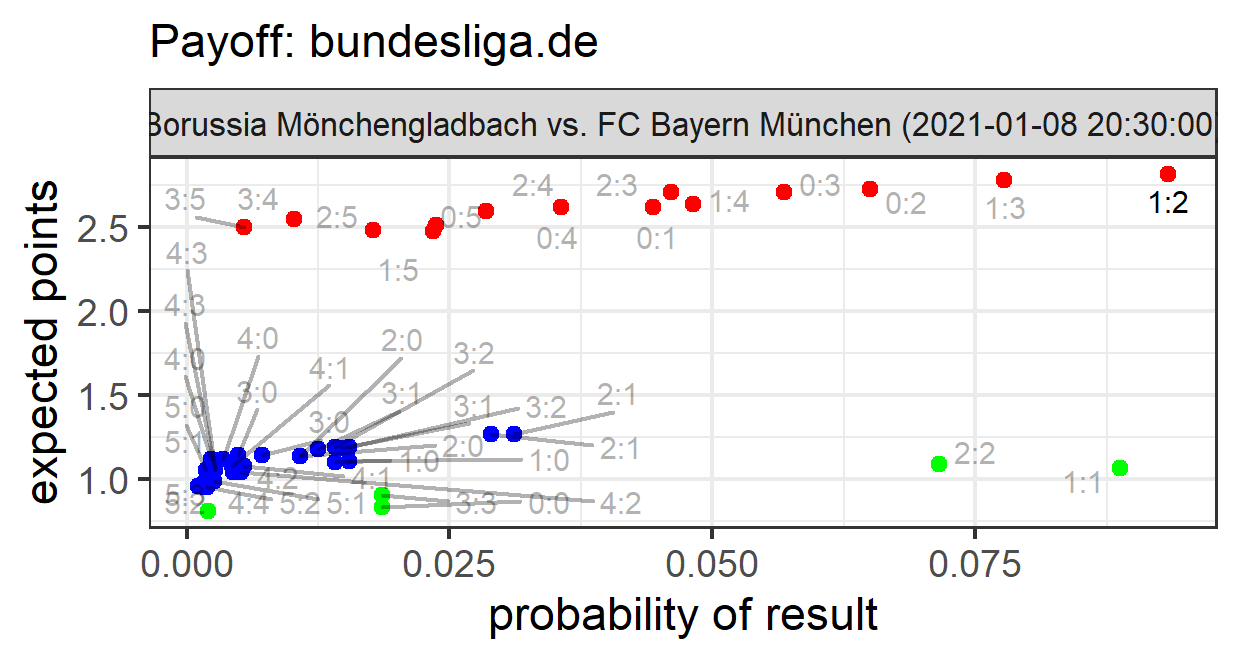 Payoff: bundesliga.de
Borussia Mönchengladbach vs. FC Bayern München (2021-01-08 20:30:00
expected points
2.5
2.0
1.5
1.0
3:5 3:4 2:5 0:5 2:4 2:3 1:4 0:3 0:2 1:3 1:2
1:5 0:4 0:1
4:3
4:3
4:0 4:0 2:0 3:2
4:1
5:0 3:0 3:1 3:1 3:2 2:1
5:1 3:0 2:0 1:0 1:0 2:1 2:2 1:1
4:2 4:1
5:2 4:4 5:2 5:1 3:3 0:0 4:2
0.000 0.025 0.050 0.075
probability of result